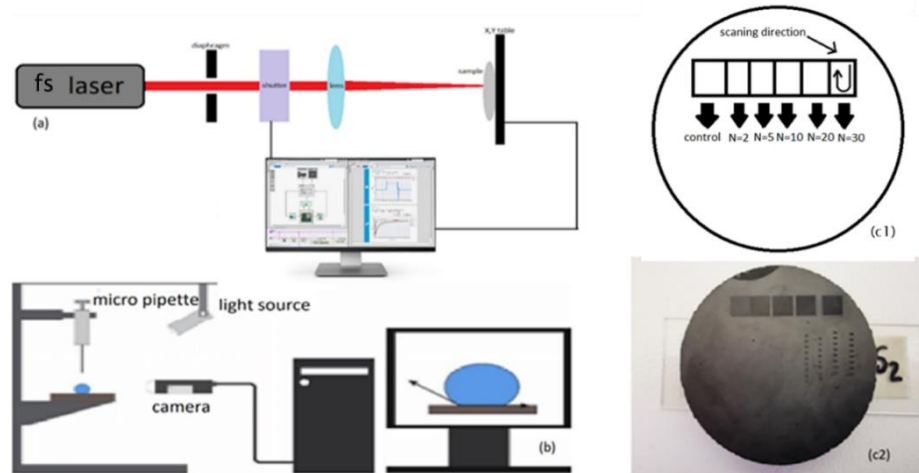 diaphragm
X,Y table
sample
fs laser
shutter
lens
(a)
scaning direction
control N=2 N=5 N=10 N=20 N=30
(c1)
micro pipette
light source
camera
(b)
S2
(c2)